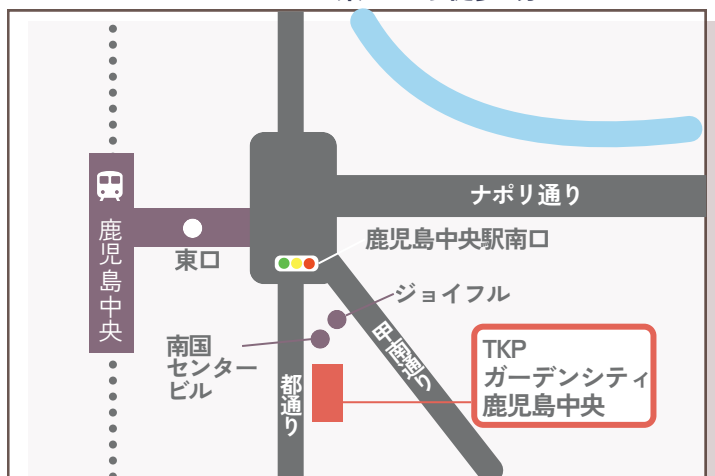 ナポリ通り
鹿児島中央
東口
鹿児島中央駅南口
ジョイフル
甲南通り
南国
センター
ビル
都通り
TKP
ガーデンシティ
鹿児島中央